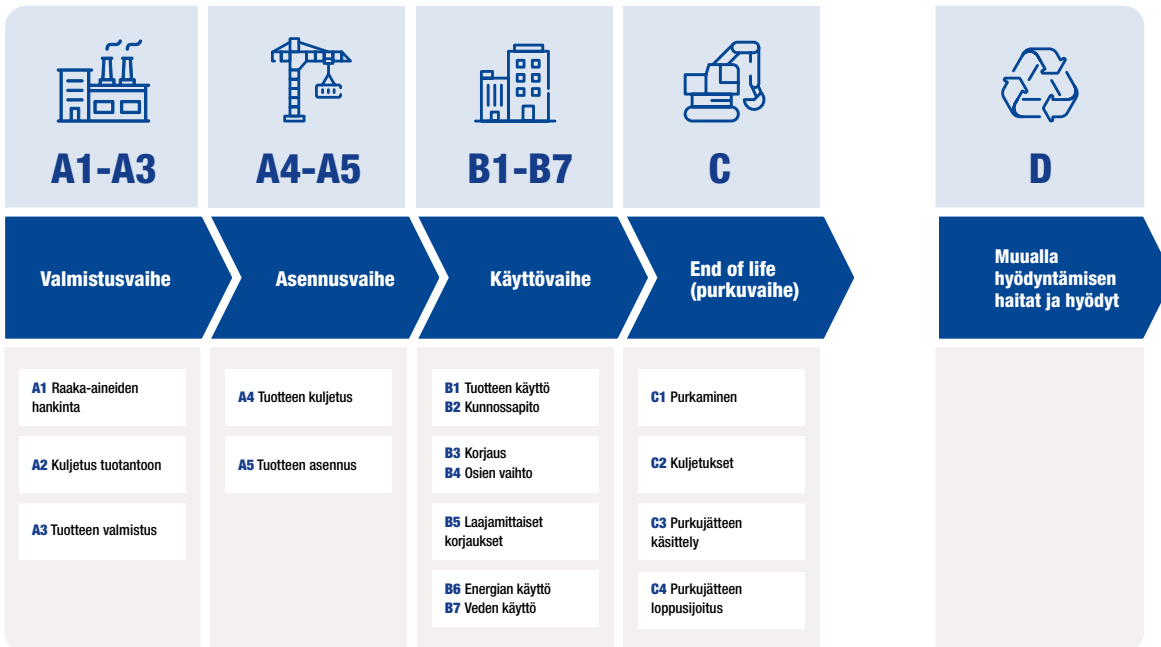 A1-A3
A4-A5
B1-B7
C
D
Valmistusvaihe
Asennusvaihe
Käyttövaihe
End of life
(purkuvaihe)
Muualla
hyödyntämisen
haitat ja hyödyt
A1 Raaka-aineiden
hankinta
A2 Kuljetus tuotantoon
A3 Tuotteen valmistus
A4 Tuotteen kuljetus
A5 Tuotteen asennus
B1 Tuotteen käyttö
B2 Kunnossapito
B3 Korjaus
B4 Osien vaihto
B5 Laajamittaiset
korjaukset
B6 Energian käyttö
B7 Veden käyttö
C1 Purkaminen
C2 Kuljetukset
C3 Purkujätteen
käsittely
C4 Purkujätteen
loppusijoitus